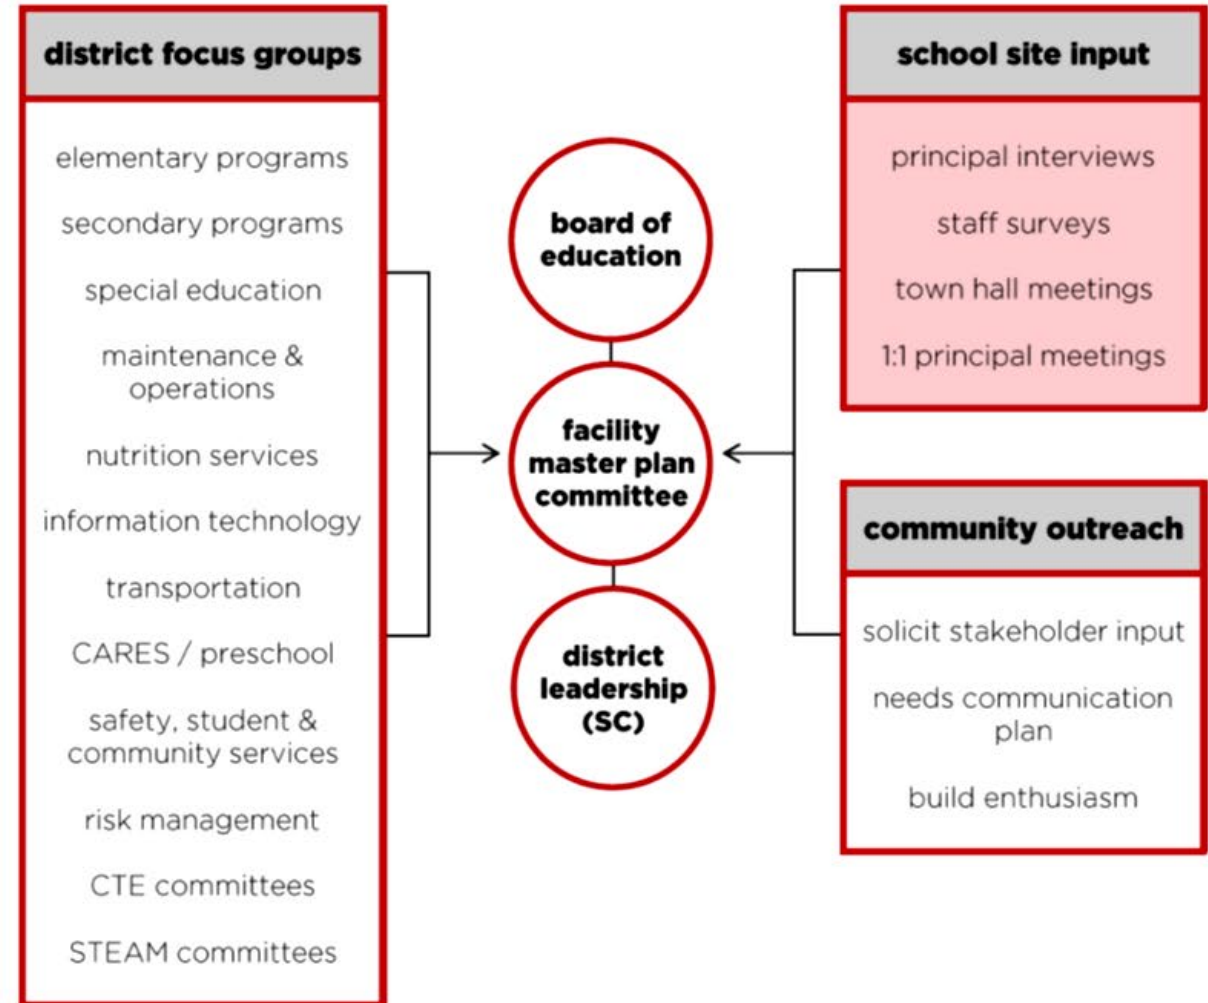 district focus groups
elementary programs
secondary programs
special education
maintenance &
operations
nutrition services
information technology
transportation
CARES / preschool
safety, student &
community services
risk management
CTE committees
STEAM committees
board of
education
facility
master plan
committee
district
leadership
(SC)
school site input
principal interviews
staff surveys
town hall meetings
1:1 principal meetings
community outreach
solicit stakeholder input
needs communication
plan
build enthusiasm